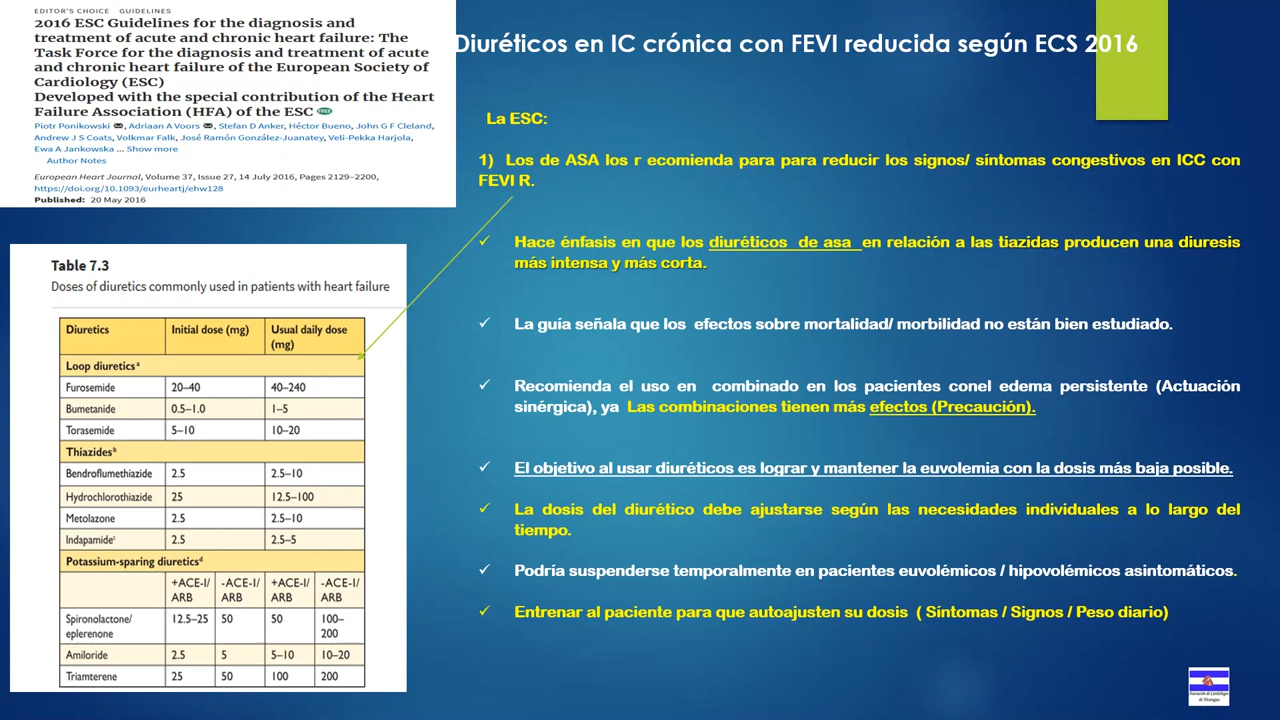 EDITOR'S CHOICE GUIDELINES
2016 ESC Guidelines for the diagnosis and
treatment of acute and chronic heart failure: The
Task Force for the diagnosis and treatment of acute
and chronic heart failure of the European Society of
Cardiology (ESC)
Developed with the special contribution of the Heart
Failure Association (HFA) of the ESC FREE
Piotr Ponikowski, Adriaan A Voors, Stefan D Anker, Héctor Bueno, John G F Cleland,
Andrew J S Coats, Volkmar Falk, José Ramón González-Juanatey, Veli-Pekka Harjola,
Ewa A Jankowska ... Show more
Author Notes
European Heart Journal, Volume 37, Issue 27, 14 July 2016, Pages 2129–2200,
https://doi.org/10.1093/eurheartj/ehw128
Published: 20 May 2016
Diuréticos en IC crónica con FEVI reducida según ECS 2016
La ESC:
1) Los de ASA los r ecomienda para para reducir los signos/ síntomas congestivos en ICC con
FEVI R.
✓ Hace énfasis en que los diuréticos de asa en relación a las tiazidas producen una diuresis
más intensa y más corta.
✓ La guía señala que los efectos sobre mortalidad/ morbilidad no están bien estudiado.
✓ Recomienda el uso en combinado en los pacientes conel edema persistente (Actuación
sinérgica), ya Las combinaciones tienen más efectos (Precaución).
✓ El objetivo al usar diuréticos es lograr y mantener la euvolemia con la dosis más baja posible.
✓ La dosis del diurético debe ajustarse según las necesidades individuales a lo largo del
tiempo.
✓ Podría suspenderse temporalmente en pacientes euvolémicos / hipovolémicos asintomáticos.
✓ Entrenar al paciente para que autoajusten su dosis ( Síntomas / Signos / Peso diario)
Table 7.3
Doses of diuretics commonly used in patients with heart failure
Diuretics Initial dose (mg) Usual daily dose
(mg)
Loop diureticsᵃ
Furosemide 20–40 40–240
Bumetanide 0.5–1.0 1–5
Torasemide 5–10 10–20
Thiazidesᵇ
Bendroflumethiazide 2.5 2.5–10
Hydrochlorothiazide 25 12.5–100
Metolazone 2.5 2.5–10
Indapamideᶜ 2.5 2.5–5
Potassium-sparing diureticsᵈ
+ACE-I/ -ACE-I/ +ACE-I/ -ACE-I/
ARB ARB ARB ARB
Spironolactone/ 12.5–25 50 50 100–
eplerenone 200
Amiloride 2.5 5 5–10 10–20
Triamterene 25 50 100 200
Asociación de Cardiólogos
de Nicaragua